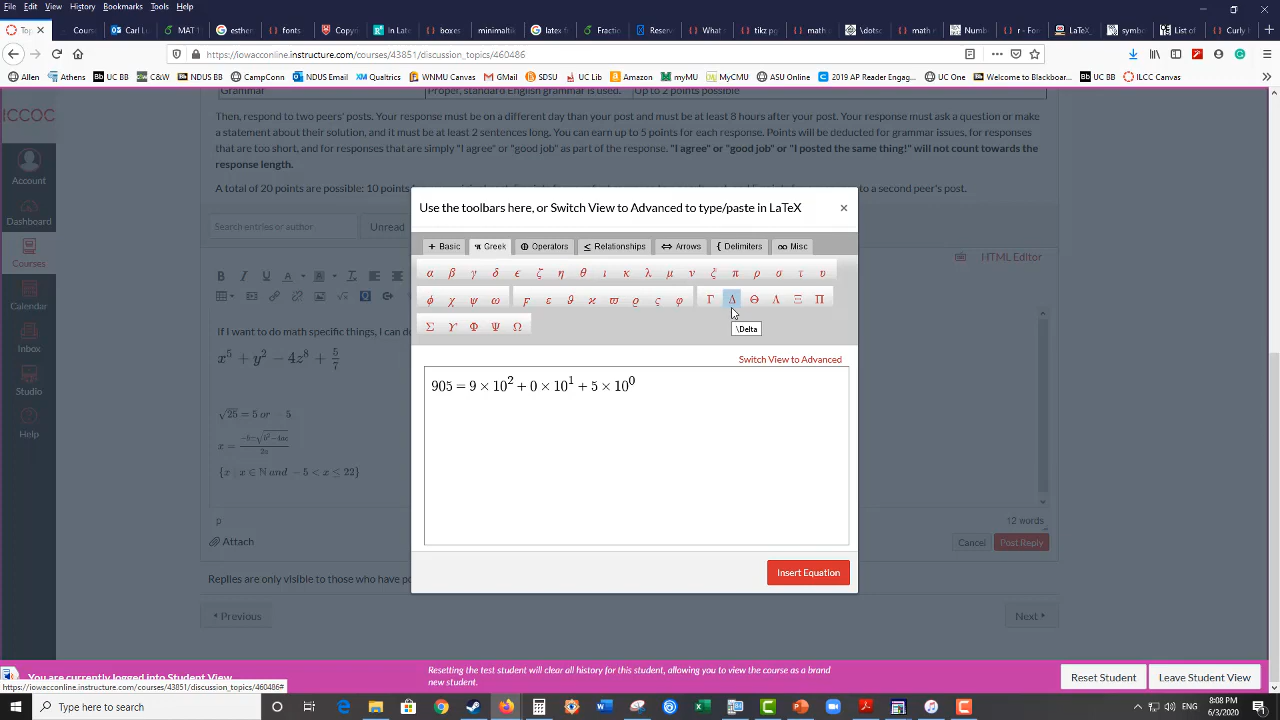 File Edit View History Bookmarks Tools Help
https://iowacconline.instructure.com/courses/43851/discussion_topics/460486
Allen Athens UC BB C&W NDUS BB CampConn NDUS Email Qualtrics WNMU Canvas GMAlt SDSU UC Lib Amazon myMU MyCMU ASU Online 2019 AP Reader Engag... UC One Welcome to Blackboar... UC BB ILCC Canvas
Grammar Proper, standard English grammar is used. Up to 2 points possible
Then, respond to two peers' posts. Your response must be on a different day than your post and must be at least 8 hours after your post. Your response must ask a question or make
a statement about their solution, and it must be at least 2 sentences long. You can earn up to 5 points for each response. Points will be deducted for grammar issues, for responses
that are too short, and for responses that are simply "I agree" or "good job" as part of the response. "I agree" or "good job" or "I posted the same thing!" will not count towards the
response length.
A total of 20 points are possible: 10 points
to a second peer's post.
ICCOC
Account
Dashboard
Courses
Calendar
Inbox
Studio
Help
Search entries or author Unread
HTML Editor
B I U A
If I want to do math specific things, I can d
x⁵ + y² − 4z⁸ + 5/7
√25 = 5 or − 5
{x | x ∈ ℕ and − 5 < x ≤ 22}
p
12 words
Attach
Cancel Post Reply
Replies are only visible to those who have po
Previous Next
Use the toolbars here, or Switch View to Advanced to type/paste in LaTeX ×
Basic Greek Operators Relationships Arrows Delimiters Misc
α β γ δ ϵ ζ η θ ι κ λ μ ν ξ π ρ σ τ υ
ϕ χ ψ ω ϝ ε ϑ ϰ ϖ ϱ ς φ Γ Δ Θ Λ Ξ Π
Σ ϒ Φ Ψ Ω
\Delta
Switch View to Advanced
905 = 9 × 10² + 0 × 10¹ + 5 × 10⁰
Insert Equation
You are currently logged into Student View
Resetting the test student will clear all history for this student, allowing you to view the course as a brand
new student.
Reset Student Leave Student View
https://iowacconline.instructure.com/courses/43851/discussion_topics/460486#
Type here to search
8:08 PM
6/3/2020